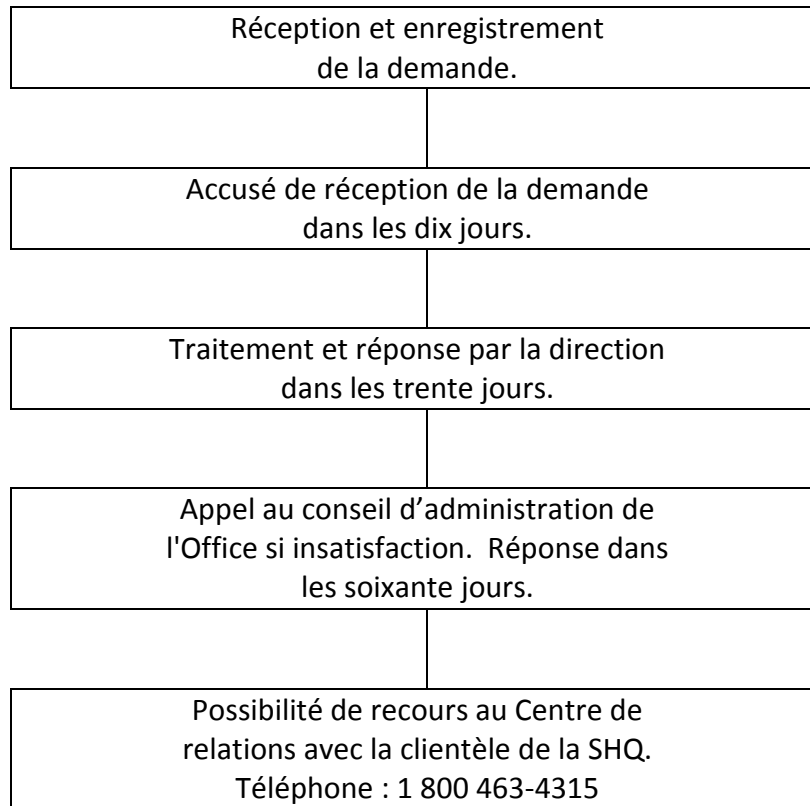 Réception et enregistrement
de la demande.
Accusé de réception de la demande
dans les dix jours.
Traitement et réponse par la direction
dans les trente jours.
Appel au conseil d’administration de
l'Office si insatisfaction.  Réponse dans
les soixante jours.
Possibilité de recours au Centre de
relations avec la clientèle de la SHQ.
Téléphone : 1 800 463-4315